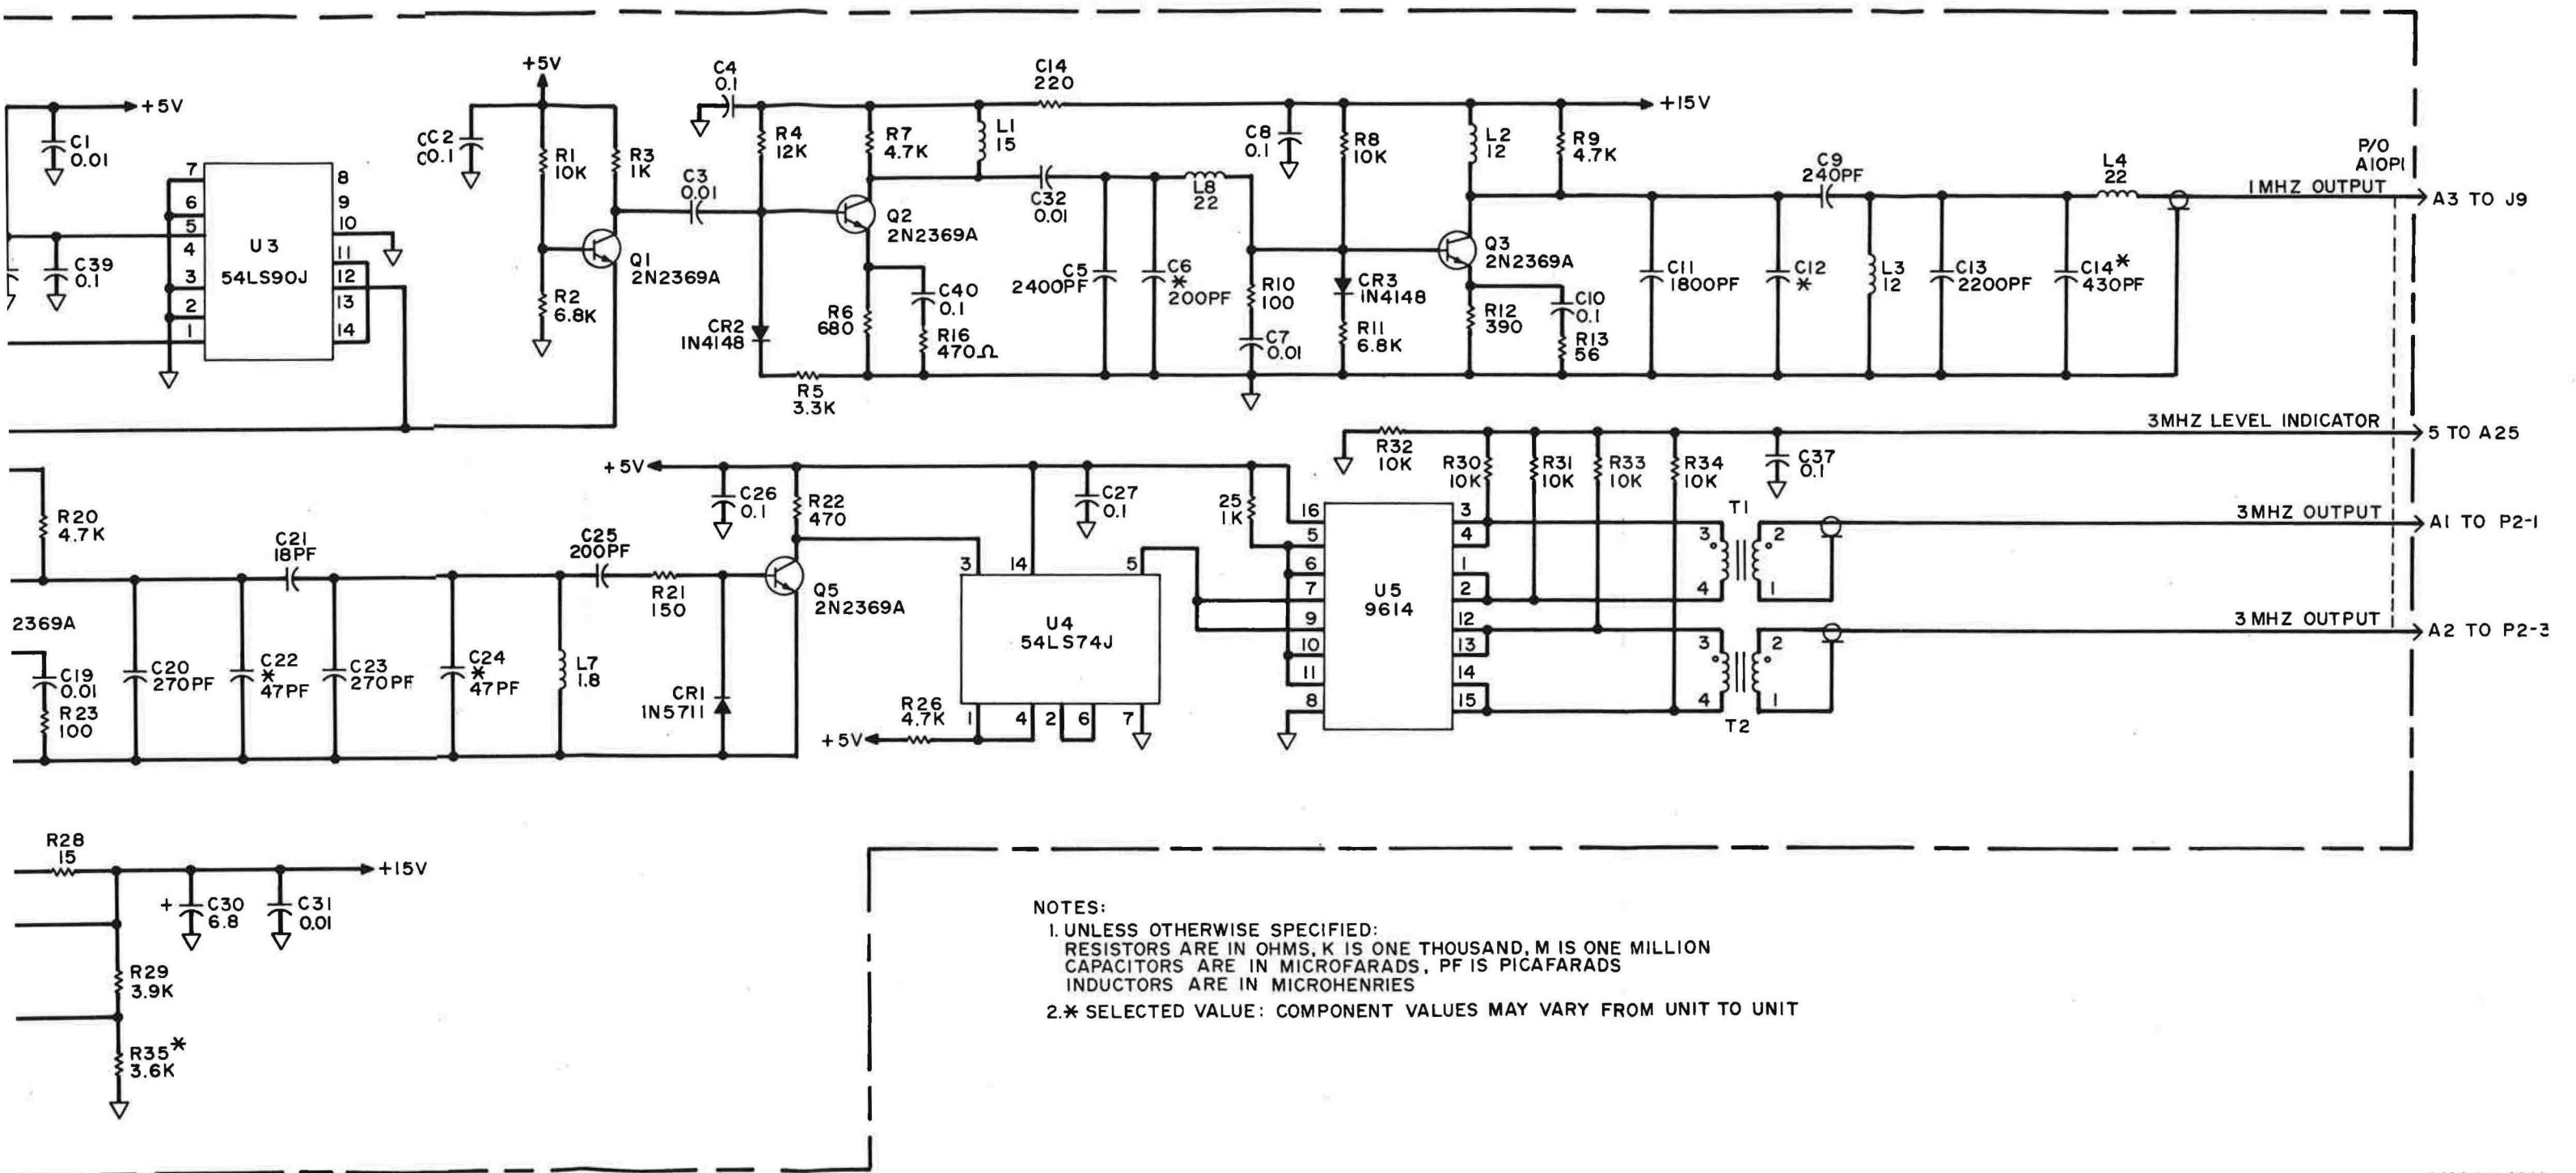 +5V
C1
0.01
7
6
5
4
3
2
1
U3
54LS90J
8
9
10
11
12
13
14
C39
0.1
+5V
CC2
C0.1
R1
10K
R3
1K
R2
6.8K
Q1
2N2369A
C4
0.1
R4
12K
R7
4.7K
L1
15
C14
220
C3
0.01
Q2
2N2369A
CR2
1N4148
R5
3.3K
R6
680
C40
0.1
R16
470Ω
C32
0.01
C5
2400PF
C6
*
200PF
L8
22
C8
0.1
R8
10K
L2
12
R9
4.7K
+15V
R10
100
C7
0.01
CR3
1N4148
R11
6.8K
Q3
2N2369A
R12
390
C10
0.1
R13
56
C11
1800PF
C12
*
C9
240PF
L3
12
C13
2200PF
C14*
430PF
L4
22
P/O
A10P1
1MHZ OUTPUT
A3 TO J9
3MHZ LEVEL INDICATOR
5 TO A25
R20
4.7K
2369A
C19
0.01
R23
100
C20
270PF
C22
*
47PF
C21
18PF
C23
270PF
C24
*
47PF
L7
1.8
C25
200PF
R21
150
CR1
1N5711
+5V
C26
0.1
R22
470
Q5
2N2369A
C27
0.1
3
14
5
U4
54LS74J
1
4
2
6
7
R26
4.7K
+5V
25
1K
16
5
6
7
9
10
11
8
U5
9614
3
4
1
2
12
13
14
15
R32
10K
R30
10K
R31
10K
R33
10K
R34
10K
C37
0.1
T1
3
2
4
1
3MHZ OUTPUT
A1 TO P2-1
3
2
4
1
T2
3MHZ OUTPUT
A2 TO P2-3
R28
15
+15V
+
C30
6.8
C31
0.01
R29
3.9K
R35*
3.6K
NOTES:
1. UNLESS OTHERWISE SPECIFIED:
RESISTORS ARE IN OHMS, K IS ONE THOUSAND, M IS ONE MILLION
CAPACITORS ARE IN MICROFARADS, PF IS PICAFARADS
INDUCTORS ARE IN MICROHENRIES
2.* SELECTED VALUE: COMPONENT VALUES MAY VARY FROM UNIT TO UNIT